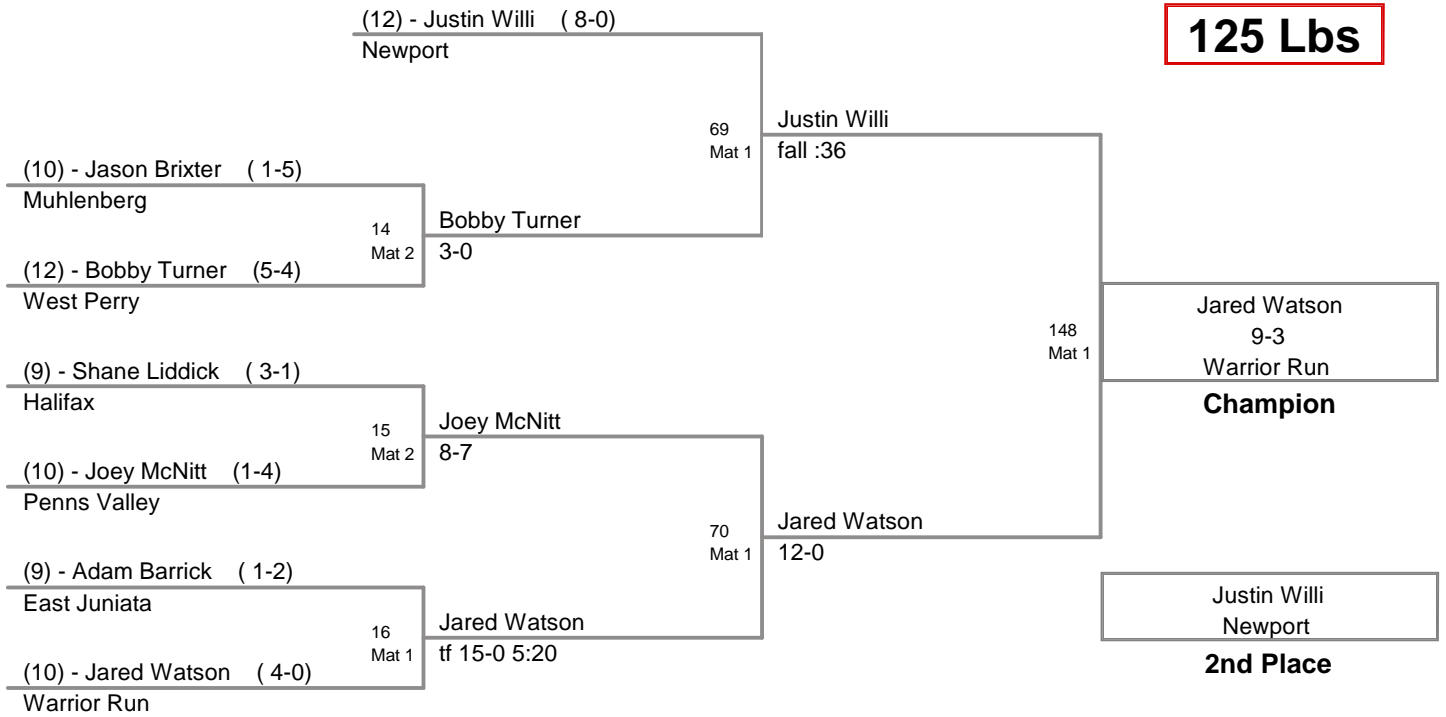 125 Lbs
(12) - Justin Willi ( 8-0)
Newport
69
Mat 1
Justin Willi
fall :36
(10) - Jason Brixter ( 1-5)
Muhlenberg
14
Mat 2
Bobby Turner
3-0
(12) - Bobby Turner (5-4)
West Perry
148
Mat 1
Jared Watson
9-3
Warrior Run
Champion
(9) - Shane Liddick ( 3-1)
Halifax
15
Mat 2
Joey McNitt
8-7
(10) - Joey McNitt (1-4)
Penns Valley
70
Mat 1
Jared Watson
12-0
(9) - Adam Barrick ( 1-2)
East Juniata
16
Mat 1
Jared Watson
tf 15-0 5:20
(10) - Jared Watson ( 4-0)
Warrior Run
Justin Willi
Newport
2nd Place